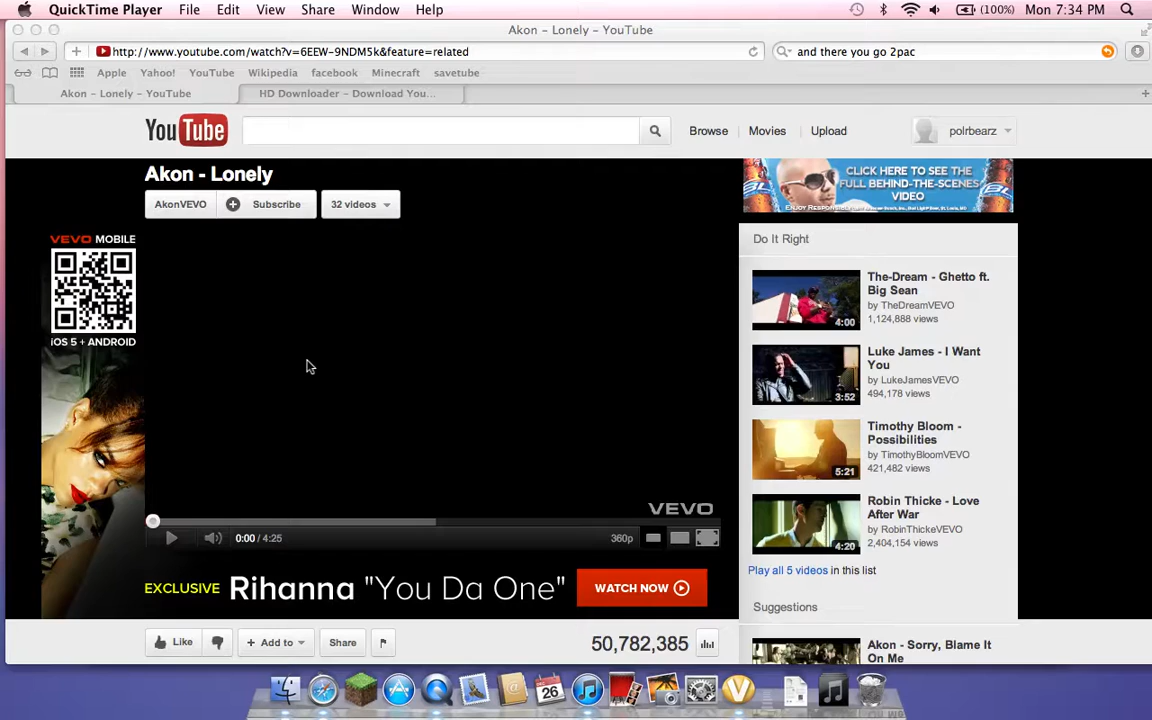 QuickTime Player File Edit View Share Window Help (100%) Mon 7:34 PM
Akon – Lonely – YouTube
http://www.youtube.com/watch?v=6EEW-9NDM5k&feature=related and there you go 2pac
Apple Yahoo! YouTube Wikipedia facebook Minecraft savetube
Akon – Lonely – YouTube HD Downloader – Download You...
YouTube Browse Movies Upload polrbearz
Akon - Lonely
AkonVEVO Subscribe 32 videos
CLICK HERE TO SEE THE
FULL BEHIND-THE-SCENES
VIDEO
VEVO MOBILE
iOS 5 + ANDROID
Do It Right
The-Dream - Ghetto ft.
Big Sean
by TheDreamVEVO
1,124,888 views
4:00
Luke James - I Want
You
by LukeJamesVEVO
494,178 views
3:52
Timothy Bloom -
Possibilities
by TimothyBloomVEVO
421,482 views
5:21
Robin Thicke - Love
After War
by RobinThickeVEVO
2,404,154 views
4:20
VEVO
0:00 / 4:25 360p
Play all 5 videos in this list
EXCLUSIVE Rihanna "You Da One" WATCH NOW
Suggestions
Like Add to Share 50,782,385
Akon - Sorry, Blame It
On Me
26